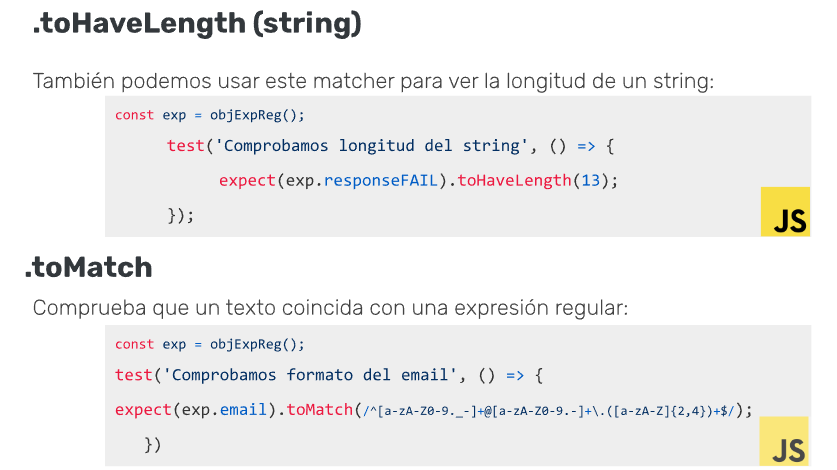 .toHaveLength (string)
También podemos usar este matcher para ver la longitud de un string:
const exp = objExpReg();
test('Comprobamos longitud del string', () => {
expect(exp.responseFAIL).toHaveLength(13);
});
JS
.toMatch
Comprueba que un texto coincida con una expresión regular:
const exp = objExpReg();
test('Comprobamos formato del email', () => {
expect(exp.email).toMatch(/^[a-zA-Z0-9._-]+@[a-zA-Z0-9.-]+\.([a-zA-Z]{2,4})+$/);
})
JS